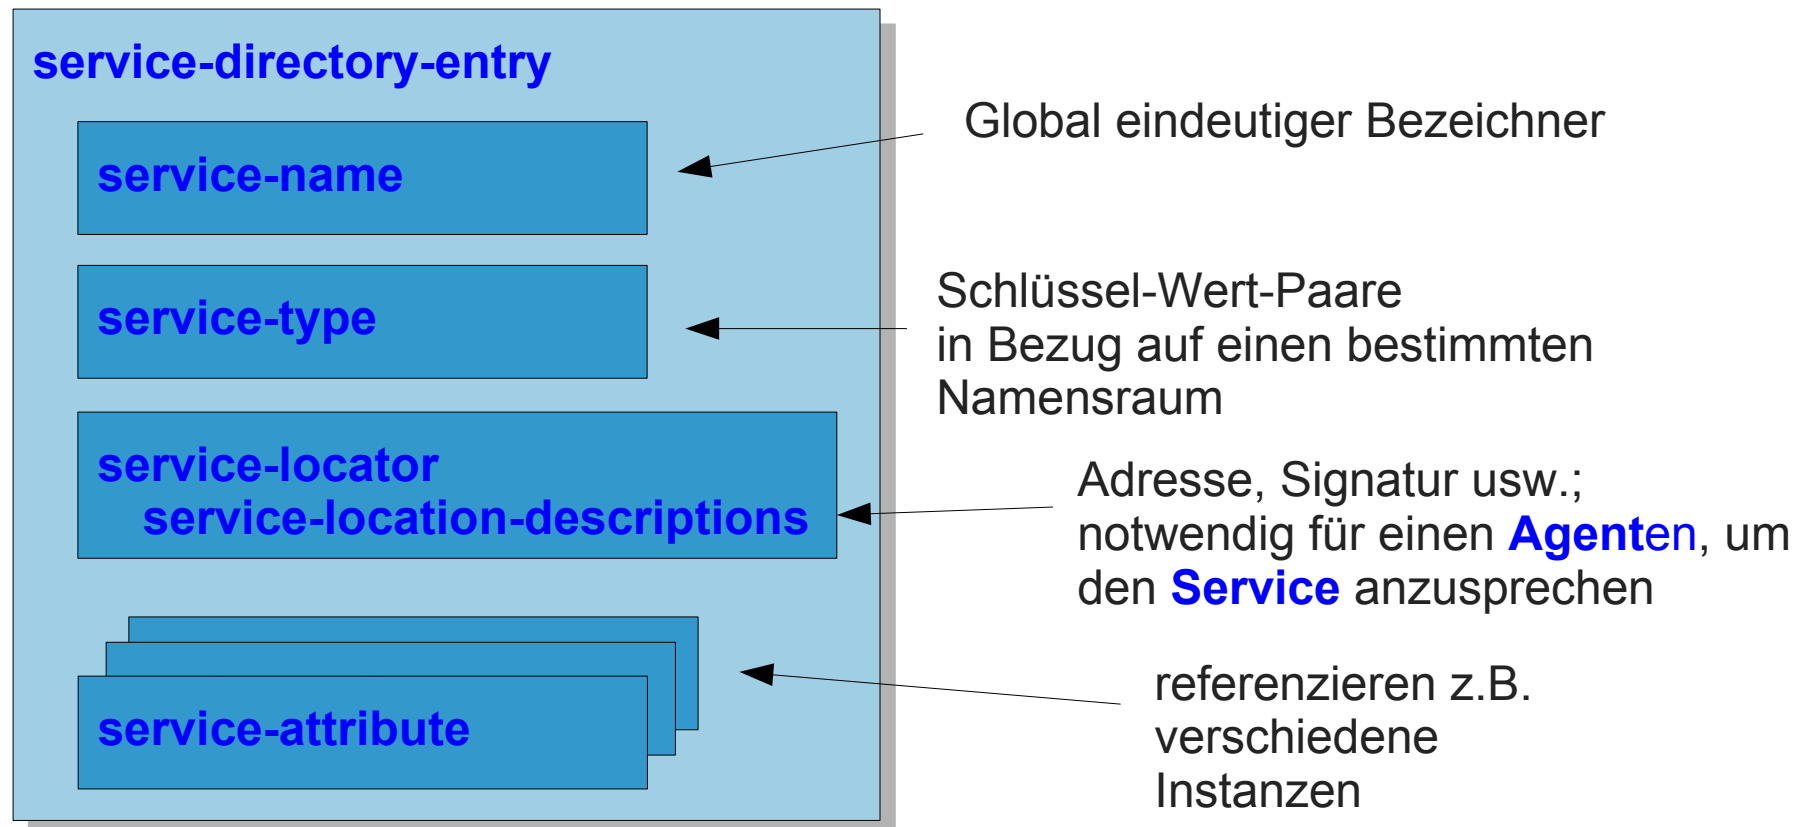 service-directory-entry
service-name
Global eindeutiger Bezeichner
service-type
Schlüssel-Wert-Paare
in Bezug auf einen bestimmten
Namensraum
service-locator
service-location-descriptions
Adresse, Signatur usw.;
notwendig für einen Agenten, um
den Service anzusprechen
service-attribute
referenzieren z.B.
verschiedene
Instanzen